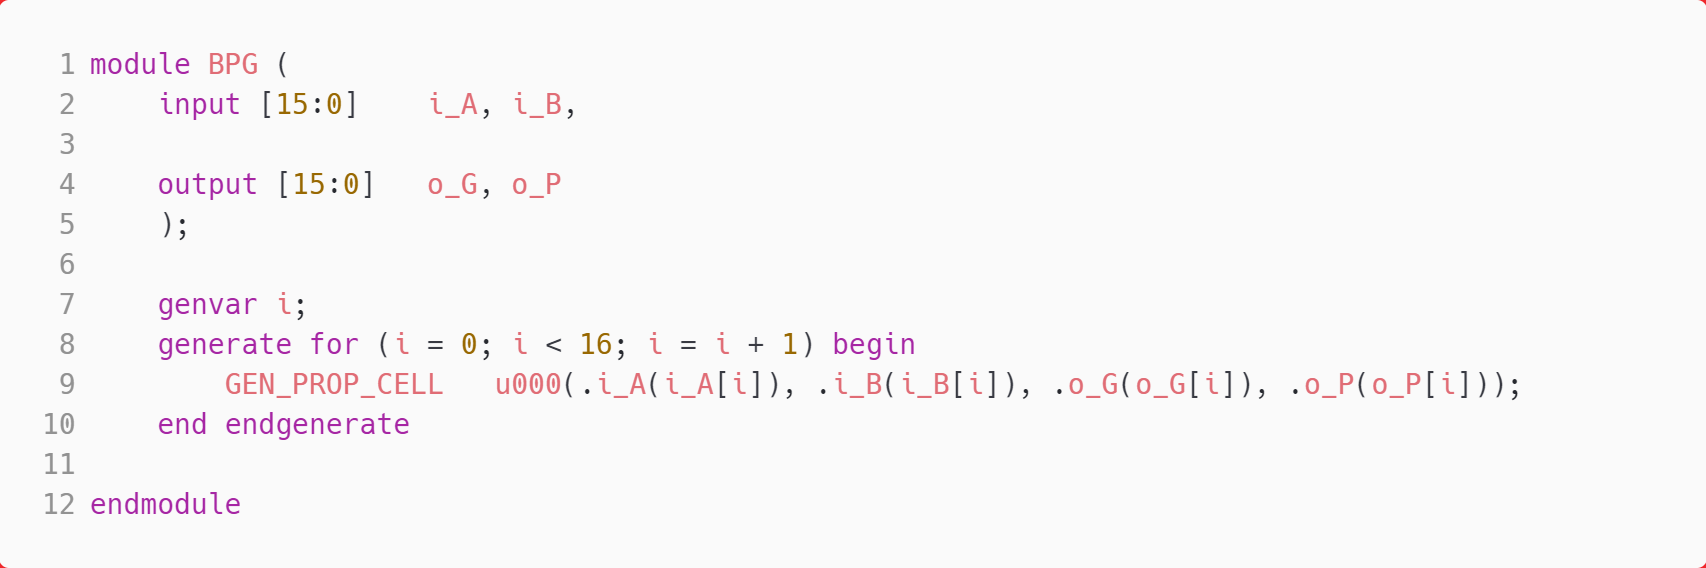 1 module BPG (
2     input [15:0]    i_A, i_B,
3
4     output [15:0]   o_G, o_P
5     );
6
7     genvar i;
8     generate for (i = 0; i < 16; i = i + 1) begin
9         GEN_PROP_CELL   u000(.i_A(i_A[i]), .i_B(i_B[i]), .o_G(o_G[i]), .o_P(o_P[i]));
10     end endgenerate
11
12 endmodule